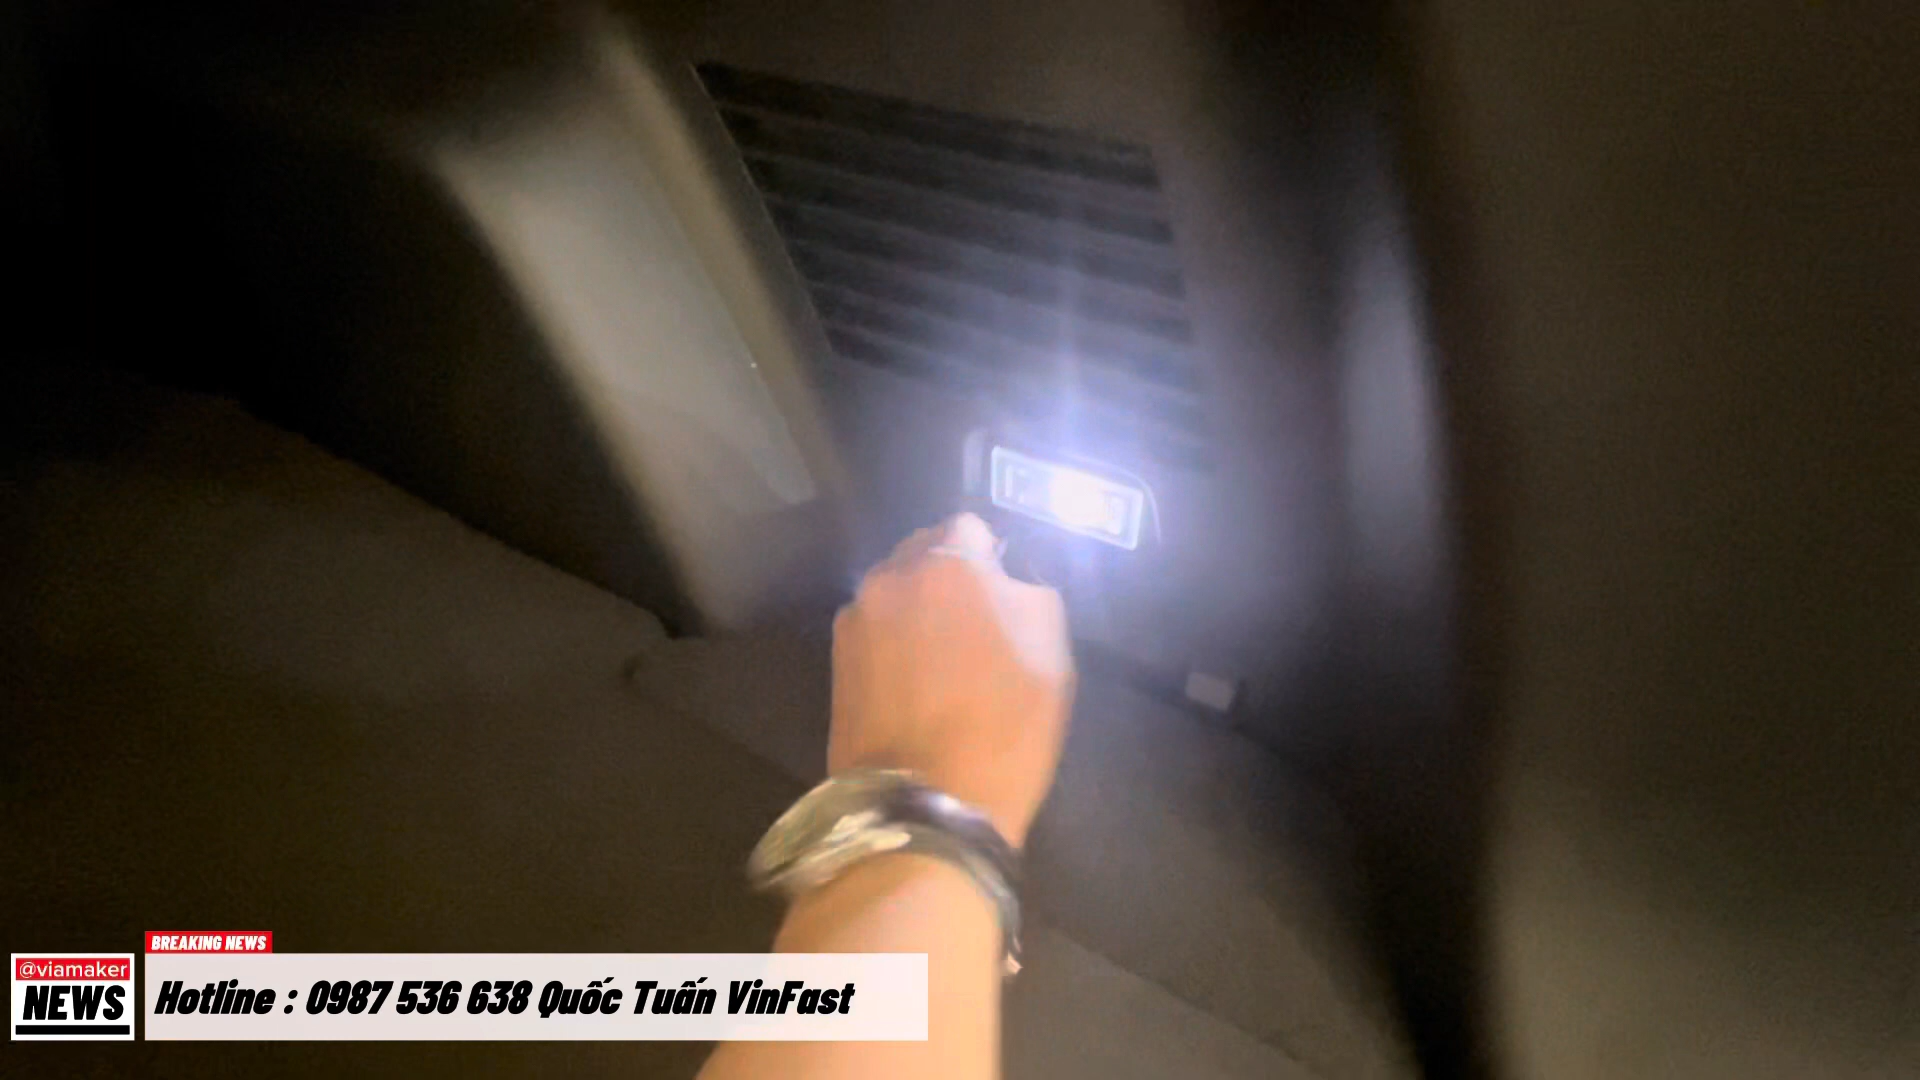 BREAKING NEWS
@viamaker
NEWS
Hotline : 0987 536 638 Quốc Tuấn VinFast